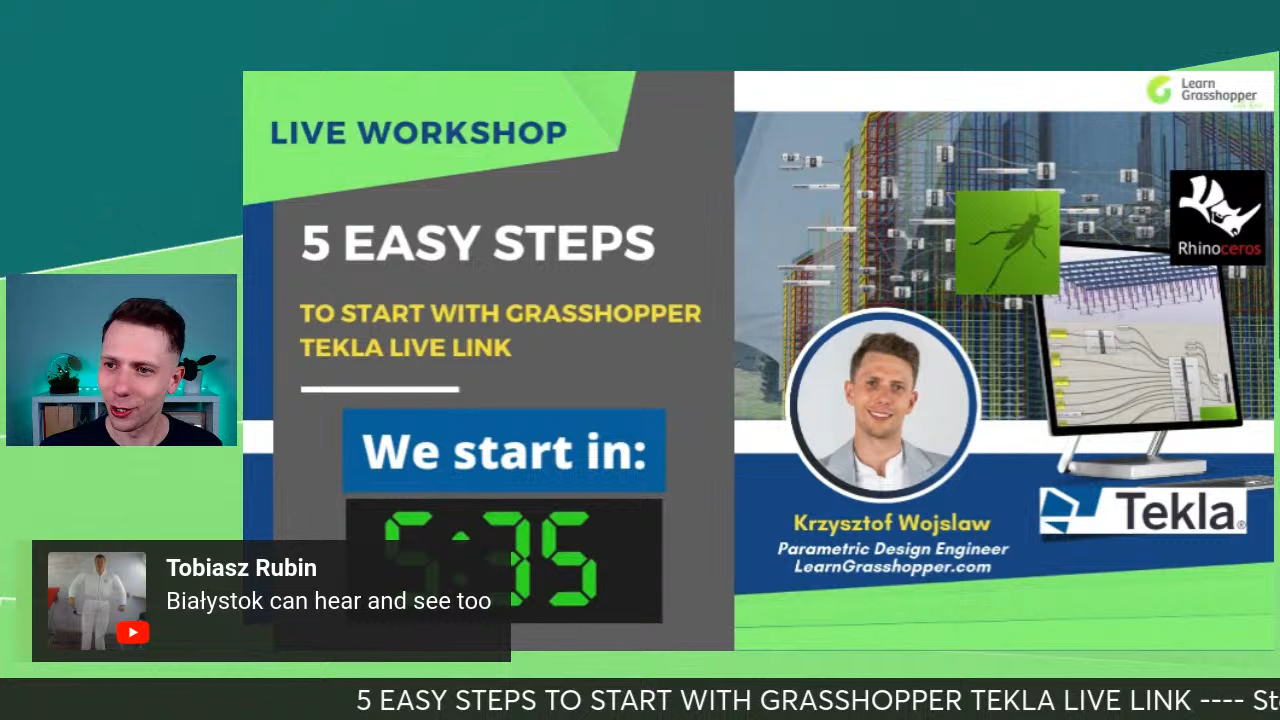 LIVE WORKSHOP
5 EASY STEPS
TO START WITH GRASSHOPPER
TEKLA LIVE LINK
We start in:
Learn
Grasshopper
Rhinoceros
Tekla®
Krzysztof Wojslaw
Parametric Design Engineer
LearnGrasshopper.com
Tobiasz Rubin
Białystok can hear and see too
5 EASY STEPS TO START WITH GRASSHOPPER TEKLA LIVE LINK ---- St